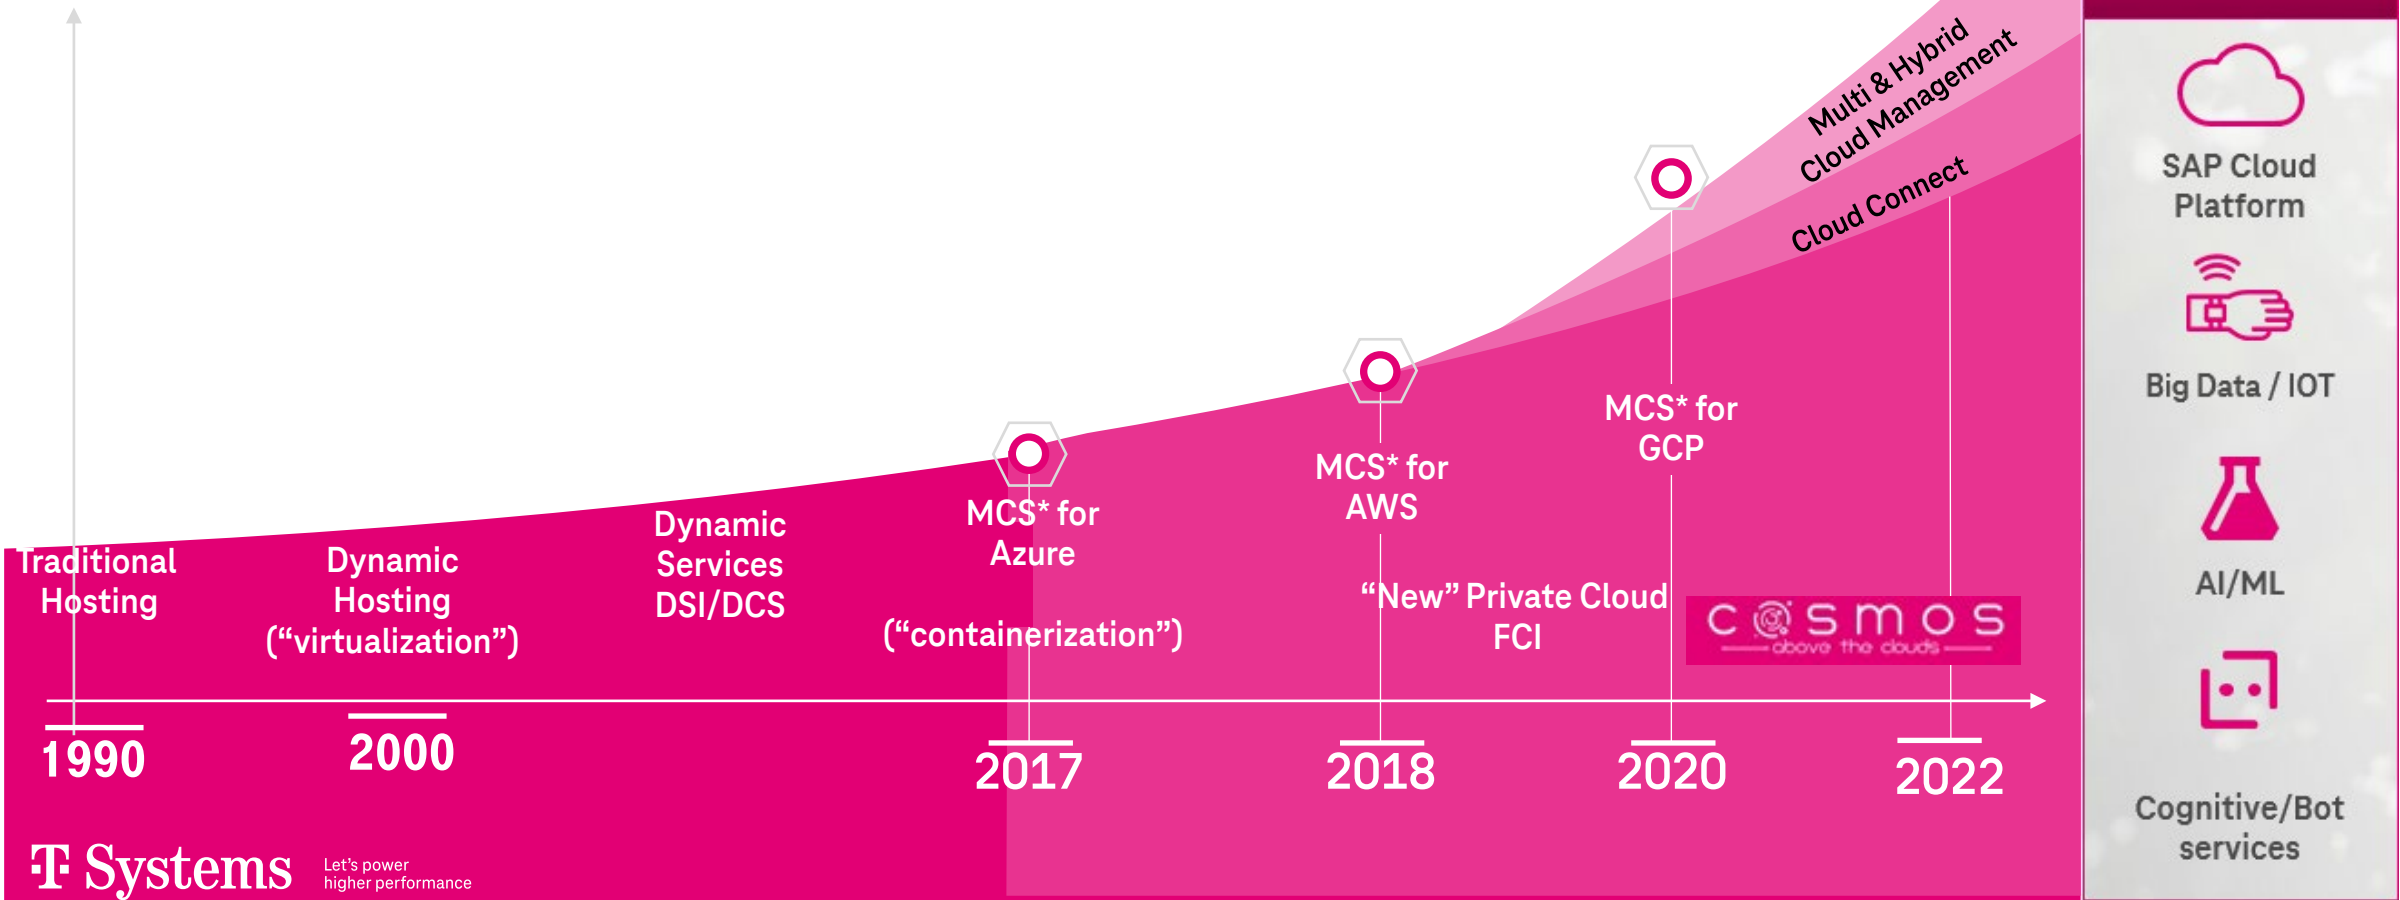 Multi & Hybrid
Cloud Management
Cloud Connect
Traditional
Hosting
Dynamic
Hosting
(“virtualization”)
Dynamic
Services
DSI/DCS
MCS* for
Azure
(“containerization”)
MCS* for
AWS
MCS* for
GCP
“New” Private Cloud
FCI
cosmos
above the clouds
1990
2000
2017
2018
2020
2022
T Systems
Let's power
higher performance
SAP Cloud
Platform
Big Data / IOT
AI/ML
Cognitive/Bot
services